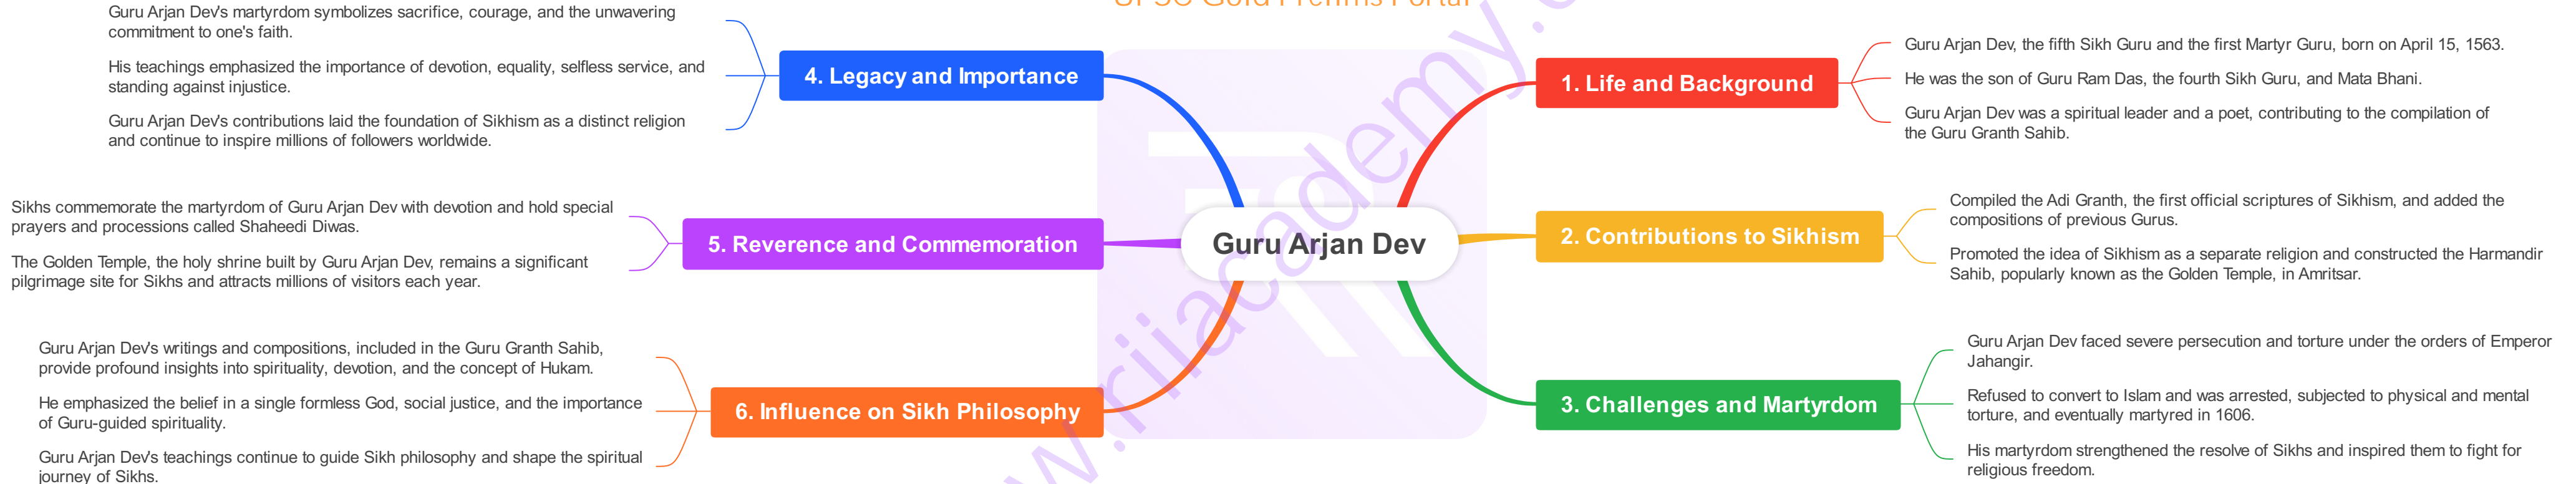 UPSC Gold Prelims Portal
Guru Arjan Dev
1. Life and Background
Guru Arjan Dev, the fifth Sikh Guru and the first Martyr Guru, born on April 15, 1563.
He was the son of Guru Ram Das, the fourth Sikh Guru, and Mata Bhani.
Guru Arjan Dev was a spiritual leader and a poet, contributing to the compilation of
the Guru Granth Sahib.
2. Contributions to Sikhism
Compiled the Adi Granth, the first official scriptures of Sikhism, and added the
compositions of previous Gurus.
Promoted the idea of Sikhism as a separate religion and constructed the Harmandir
Sahib, popularly known as the Golden Temple, in Amritsar.
3. Challenges and Martyrdom
Guru Arjan Dev faced severe persecution and torture under the orders of Emperor
Jahangir.
Refused to convert to Islam and was arrested, subjected to physical and mental
torture, and eventually martyred in 1606.
His martyrdom strengthened the resolve of Sikhs and inspired them to fight for
religious freedom.
4. Legacy and Importance
Guru Arjan Dev's martyrdom symbolizes sacrifice, courage, and the unwavering
commitment to one's faith.
His teachings emphasized the importance of devotion, equality, selfless service, and
standing against injustice.
Guru Arjan Dev's contributions laid the foundation of Sikhism as a distinct religion
and continue to inspire millions of followers worldwide.
5. Reverence and Commemoration
Sikhs commemorate the martyrdom of Guru Arjan Dev with devotion and hold special
prayers and processions called Shaheedi Diwas.
The Golden Temple, the holy shrine built by Guru Arjan Dev, remains a significant
pilgrimage site for Sikhs and attracts millions of visitors each year.
6. Influence on Sikh Philosophy
Guru Arjan Dev's writings and compositions, included in the Guru Granth Sahib,
provide profound insights into spirituality, devotion, and the concept of Hukam.
He emphasized the belief in a single formless God, social justice, and the importance
of Guru-guided spirituality.
Guru Arjan Dev's teachings continue to guide Sikh philosophy and shape the spiritual
journey of Sikhs.